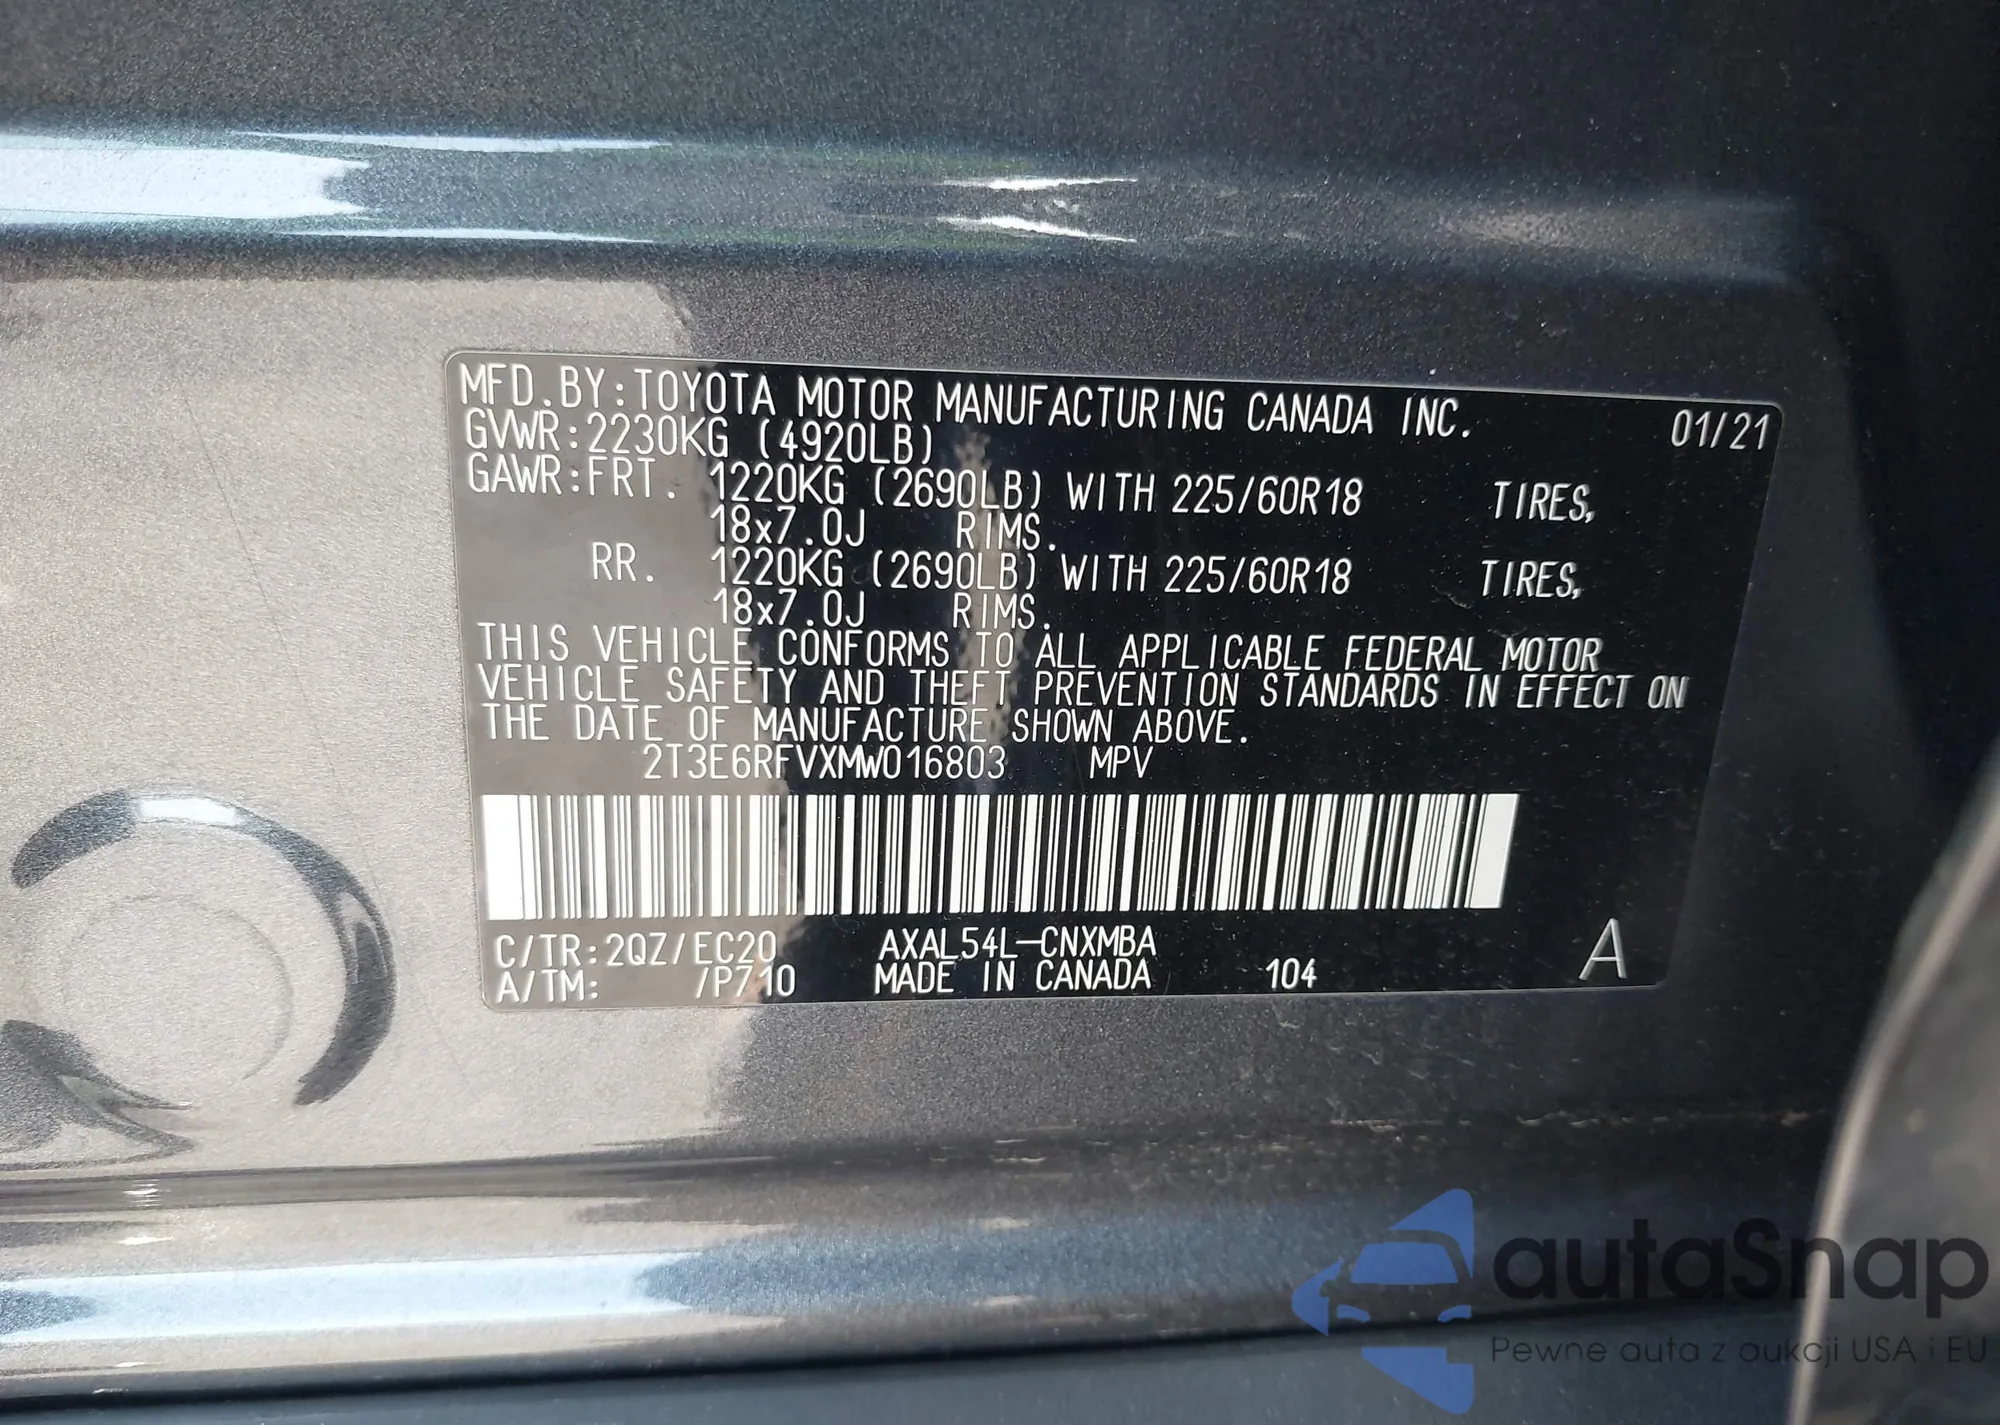 MFD.BY:TOYOTA MOTOR MANUFACTURING CANADA INC. 01/21
GVWR:2230KG (4920LB)
GAWR:FRT. 1220KG (2690LB) WITH 225/60R18 TIRES,
18x7.0J RIMS.
RR. 1220KG (2690LB) WITH 225/60R18 TIRES,
18x7.0J RIMS.
THIS VEHICLE CONFORMS TO ALL APPLICABLE FEDERAL MOTOR
VEHICLE SAFETY AND THEFT PREVENTION STANDARDS IN EFFECT ON
THE DATE OF MANUFACTURE SHOWN ABOVE.
2T3E6RFVXMW016803 MPV
C/TR:2QZ/EC20 AXAL54L-CNXMBA A
A/TM: /P710 MADE IN CANADA 104
autaSnap
Pewne auta z aukcji USA i EU